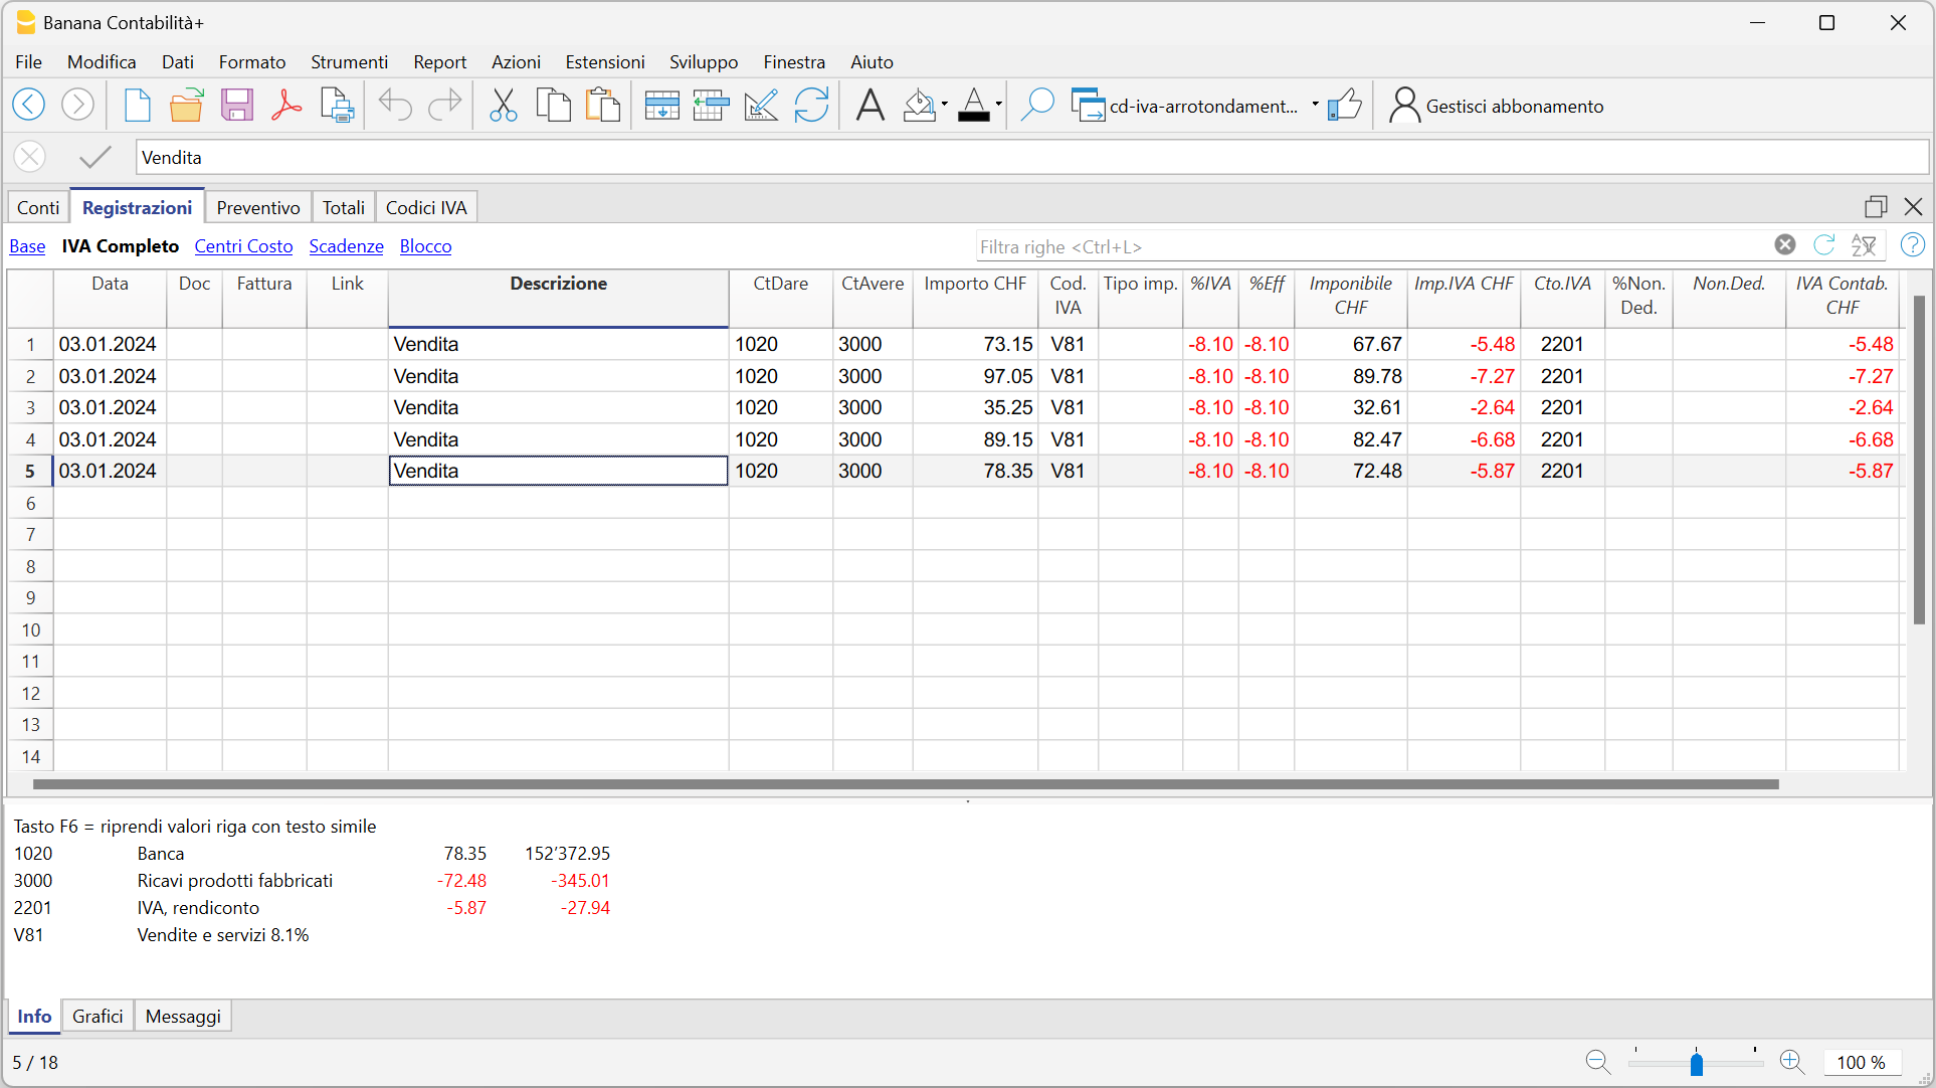 Banana Contabilità+
File Modifica Dati Formato Strumenti Report Azioni Estensioni Sviluppo Finestra Aiuto
cd-iva-arrotondament... Gestisci abbonamento
Vendita
Conti Registrazioni Preventivo Totali Codici IVA
Base IVA Completo Centri Costo Scadenze Blocco Filtra righe <Ctrl+L>
Data Doc Fattura Link Descrizione CtDare CtAvere Importo CHF Cod. IVA Tipo imp. %IVA %Eff Imponibile CHF Imp.IVA CHF Cto.IVA %Non. Ded. Non.Ded. IVA Contab. CHF
1 03.01.2024 Vendita 1020 3000 73.15 V81 -8.10 -8.10 67.67 -5.48 2201 -5.48
2 03.01.2024 Vendita 1020 3000 97.05 V81 -8.10 -8.10 89.78 -7.27 2201 -7.27
3 03.01.2024 Vendita 1020 3000 35.25 V81 -8.10 -8.10 32.61 -2.64 2201 -2.64
4 03.01.2024 Vendita 1020 3000 89.15 V81 -8.10 -8.10 82.47 -6.68 2201 -6.68
5 03.01.2024 Vendita 1020 3000 78.35 V81 -8.10 -8.10 72.48 -5.87 2201 -5.87
6
7
8
9
10
11
12
13
14
Tasto F6 = riprendi valori riga con testo simile
1020 Banca 78.35 152’372.95
3000 Ricavi prodotti fabbricati -72.48 -345.01
2201 IVA, rendiconto -5.87 -27.94
V81 Vendite e servizi 8.1%
Info Grafici Messaggi
5 / 18 100 %